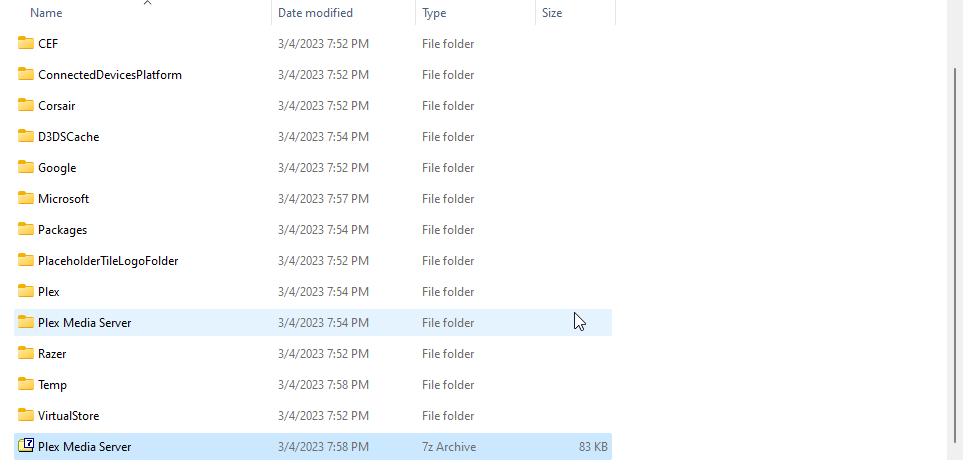 Name Date modified Type Size
CEF 3/4/2023 7:52 PM File folder
ConnectedDevicesPlatform 3/4/2023 7:52 PM File folder
Corsair 3/4/2023 7:52 PM File folder
D3DSCache 3/4/2023 7:54 PM File folder
Google 3/4/2023 7:52 PM File folder
Microsoft 3/4/2023 7:57 PM File folder
Packages 3/4/2023 7:54 PM File folder
PlaceholderTileLogoFolder 3/4/2023 7:52 PM File folder
Plex 3/4/2023 7:54 PM File folder
Plex Media Server 3/4/2023 7:54 PM File folder
Razer 3/4/2023 7:52 PM File folder
Temp 3/4/2023 7:58 PM File folder
VirtualStore 3/4/2023 7:52 PM File folder
Plex Media Server 3/4/2023 7:58 PM 7z Archive 83 KB